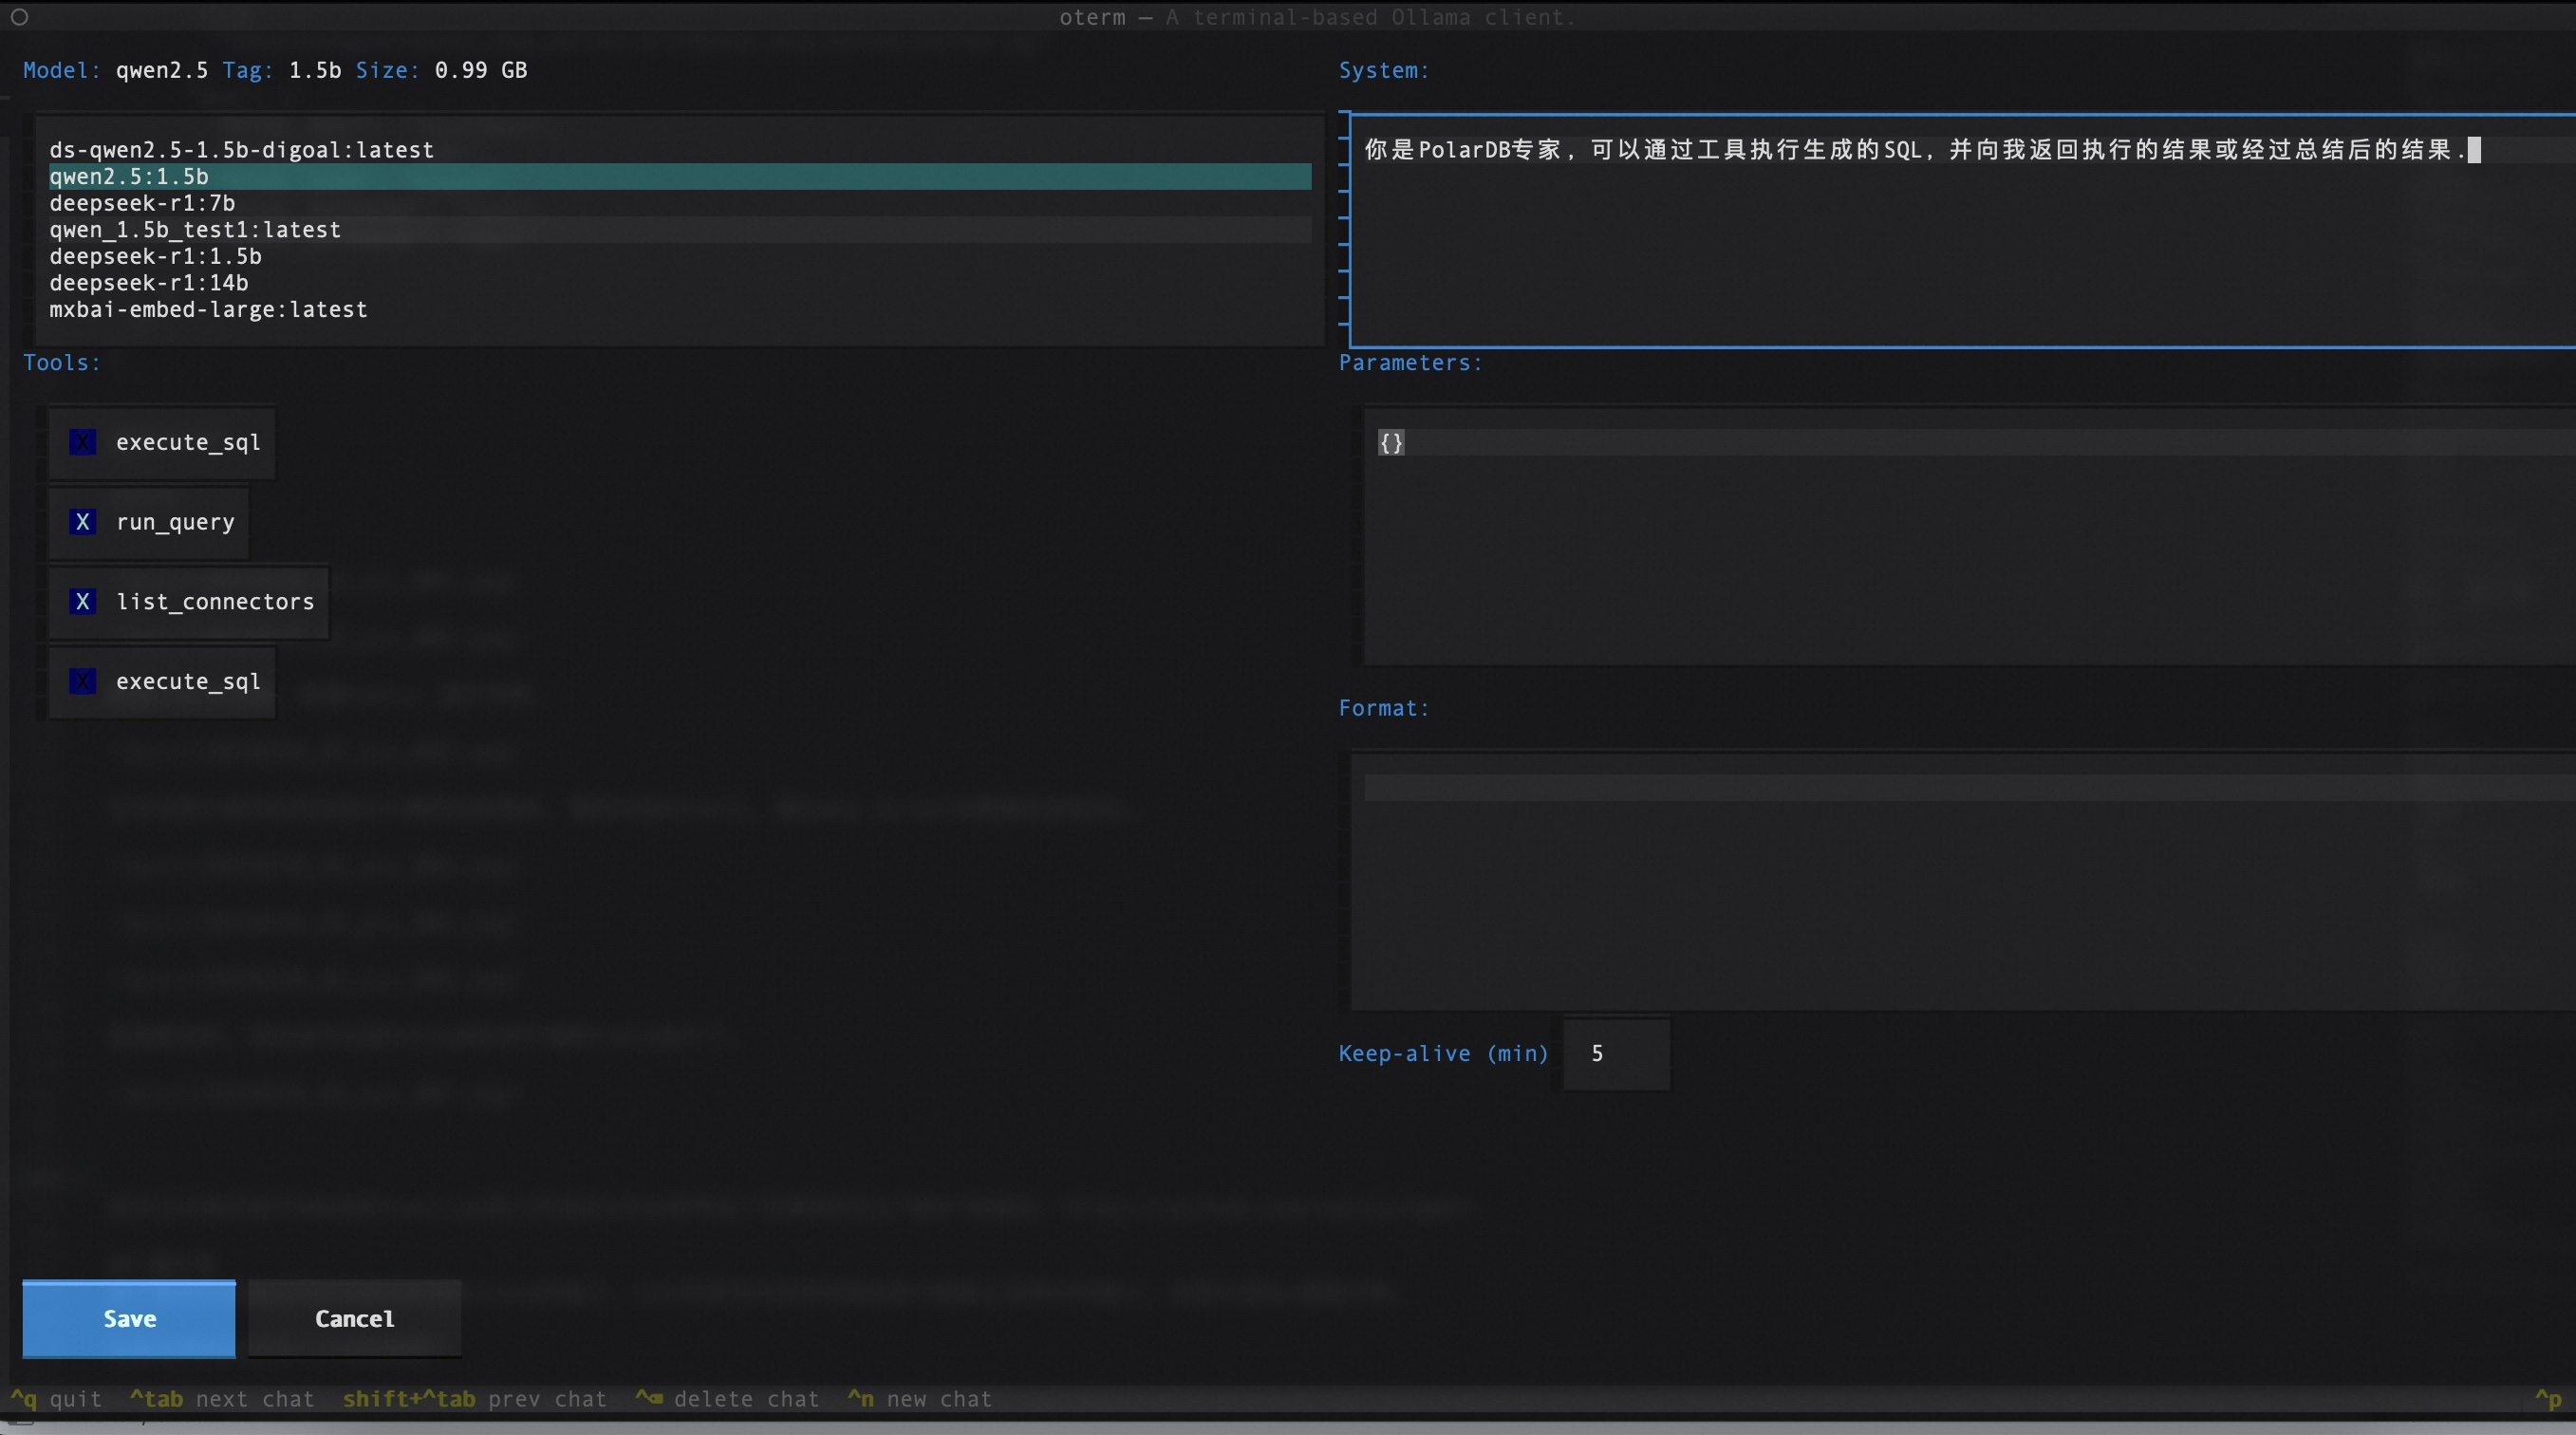 oterm — A terminal-based Ollama client.
Model: qwen2.5 Tag: 1.5b Size: 0.99 GB
ds-qwen2.5-1.5b-digoal:latest
qwen2.5:1.5b
deepseek-r1:7b
qwen_1.5b_test1:latest
deepseek-r1:1.5b
deepseek-r1:14b
mxbai-embed-large:latest
Tools:
X execute_sql
X run_query
X list_connectors
X execute_sql
System:
你是PolarDB专家, 可以通过工具执行生成的SQL, 并向我返回执行的结果或经过总结后的结果.
Parameters:
{}
Format:
Keep-alive (min) 5
Save Cancel
^q quit ^tab next chat shift+^tab prev chat ^⌫ delete chat ^n new chat ^p